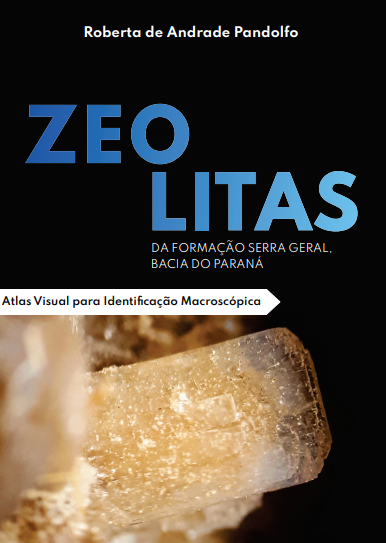 Roberta de Andrade Pandolfo
ZEO
LITAS
DA FORMAÇÃO SERRA GERAL,
BACIA DO PARANÁ
Atlas Visual para Identificação Macroscópica